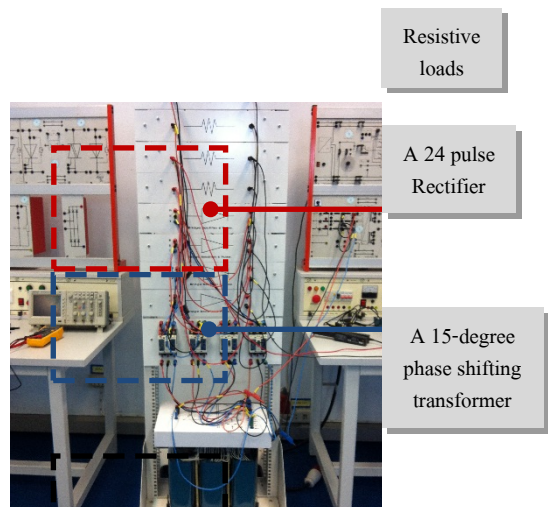 Resistive
loads
A 24 pulse
Rectifier
A 15-degree
phase shifting
transformer